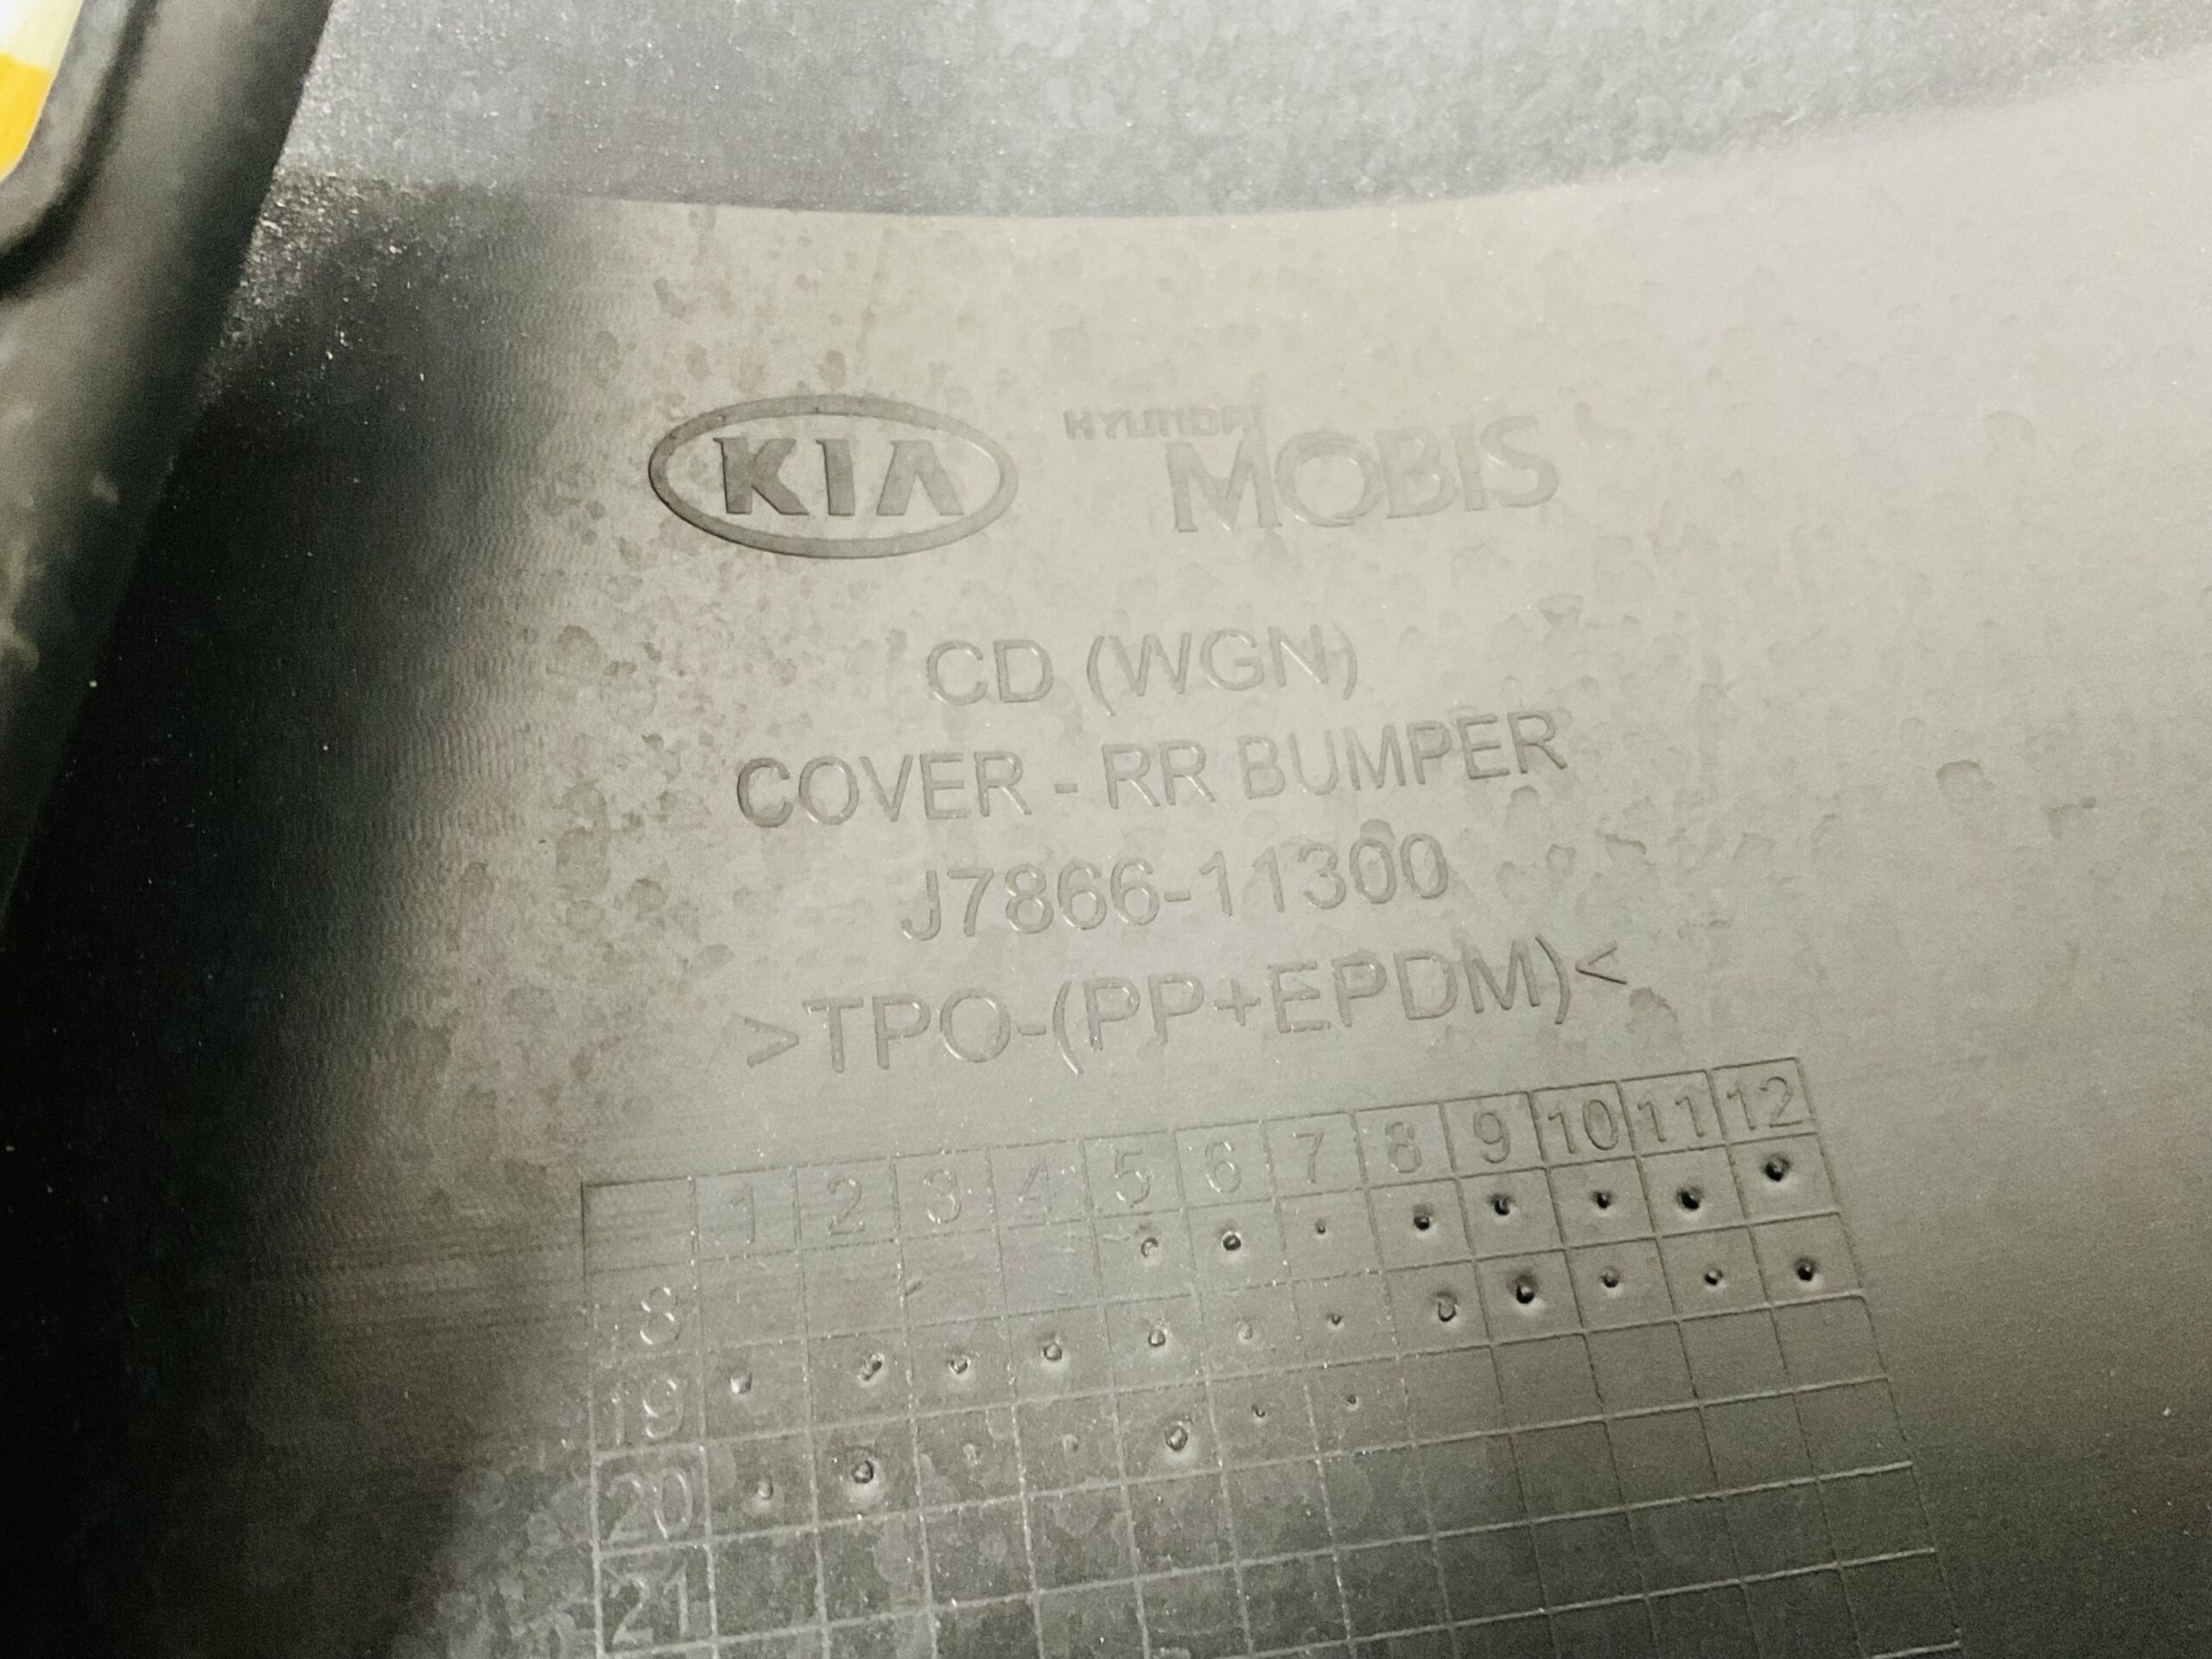 KIA HYUNDAI MOBIS
CD (WGN)
COVER - RR BUMPER
J7866-11300
>TPO-(PP+EPDM)<
1 2 3 4 5 6 7 8 9 10 11 12
8
19
20
21